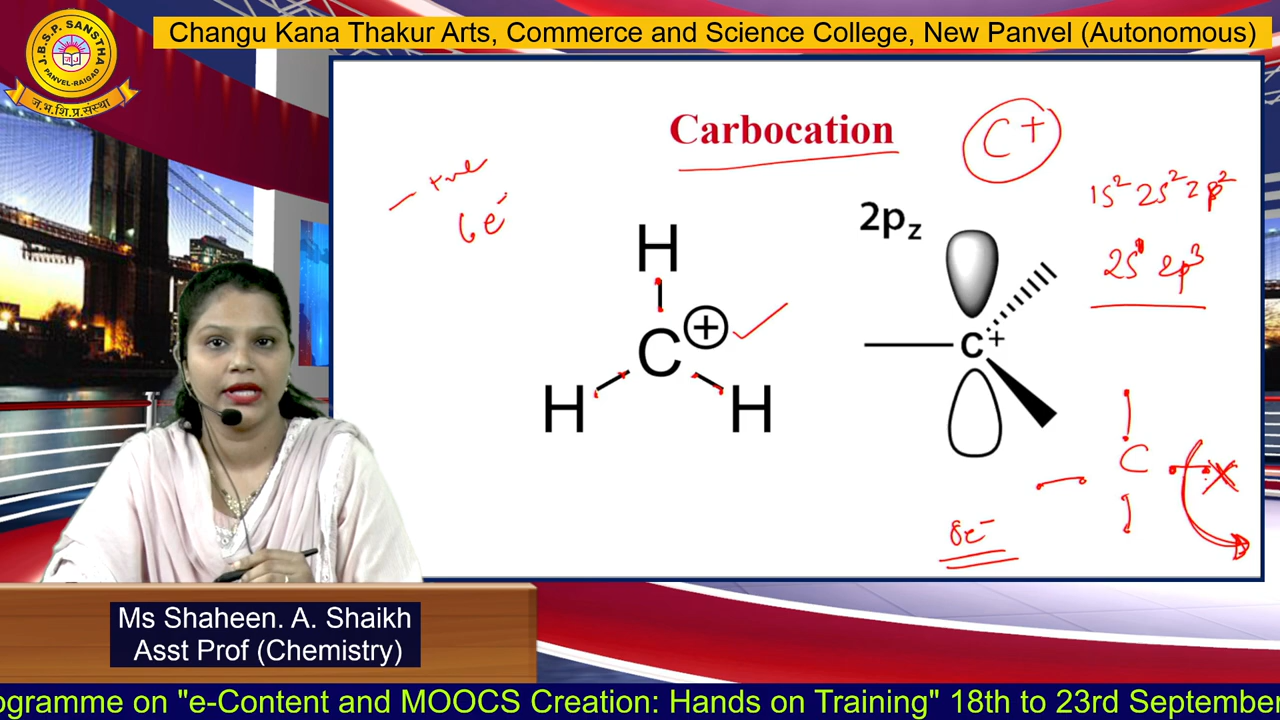 Changu Kana Thakur Arts, Commerce and Science College, New Panvel (Autonomous)
J.B.S.P. SANSTHA
PANVEL-RAIGAD
ज.भ.शि.प्र.संस्था
Carbocation
C+
- +ve
6e⁻
1s² 2s² 2p²
2s¹ 2p³
2pz
H
C+
H H
C+
C X
8e⁻
Ms Shaheen. A. Shaikh
Asst Prof (Chemistry)
ogramme on "e-Content and MOOCS Creation: Hands on Training" 18th to 23rd September